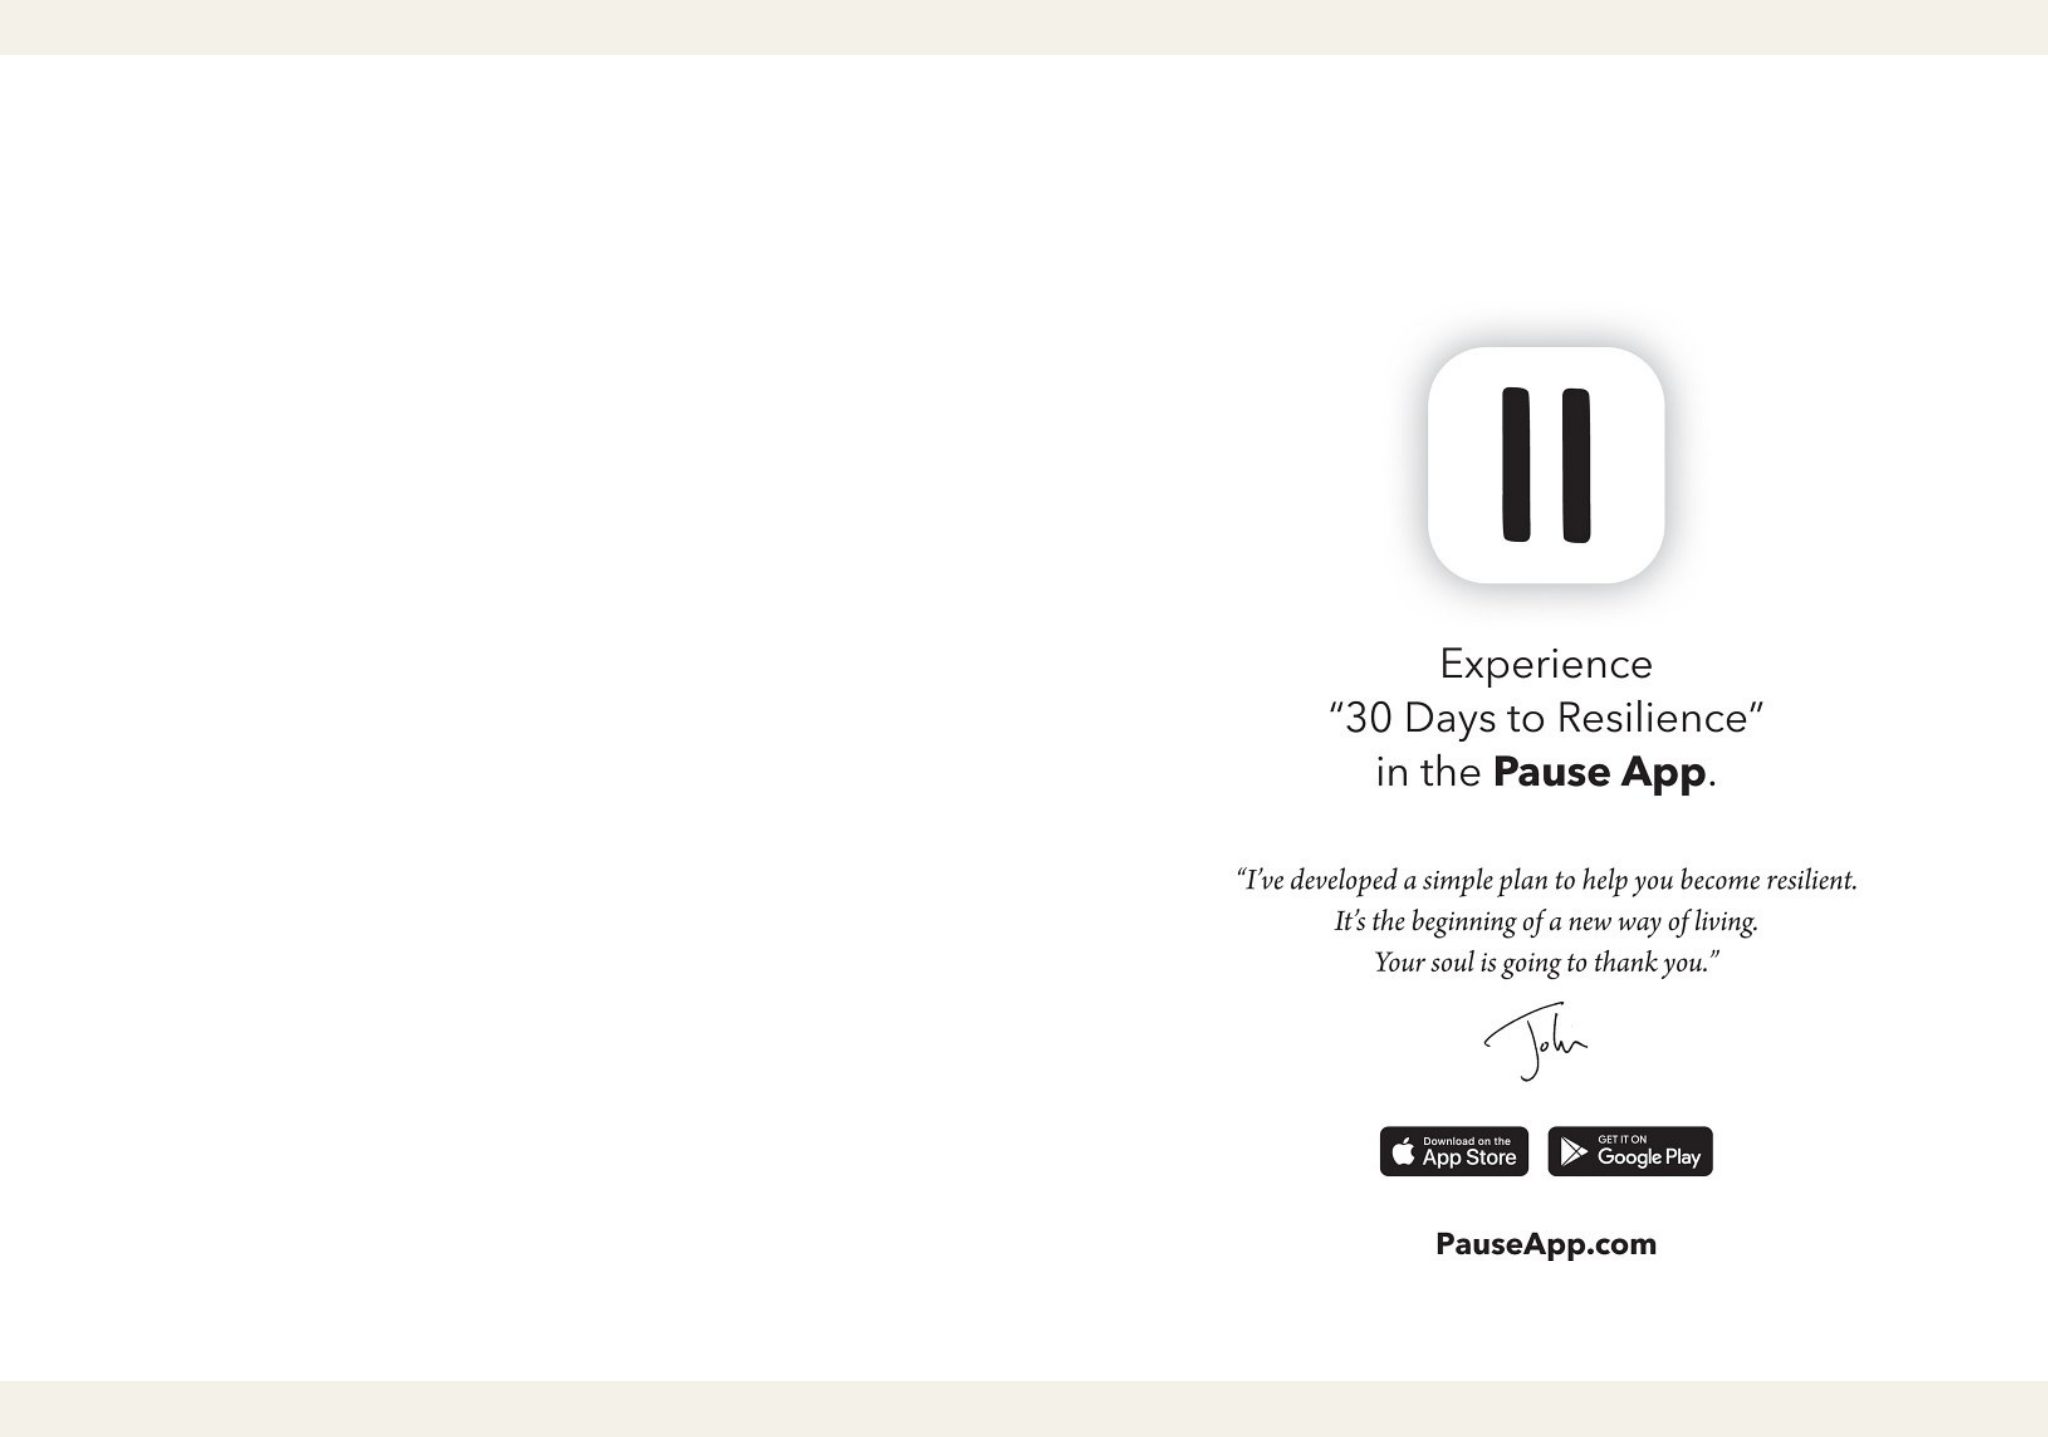 Experience
“30 Days to Resilience”
in the Pause App.
“I’ve developed a simple plan to help you become resilient.
It’s the beginning of a new way of living.
Your soul is going to thank you.”
John
Download on the
App Store
GET IT ON
Google Play
PauseApp.com